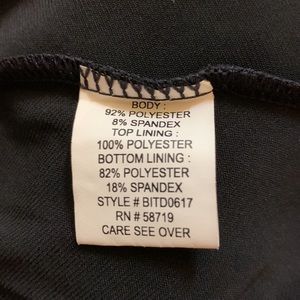 BODY :
92% POLYESTER
8% SPANDEX
TOP LINING :
100% POLYESTER
BOTTOM LINING :
82% POLYESTER
18% SPANDEX
STYLE # BITD0617
RN # 58719
CARE SEE OVER